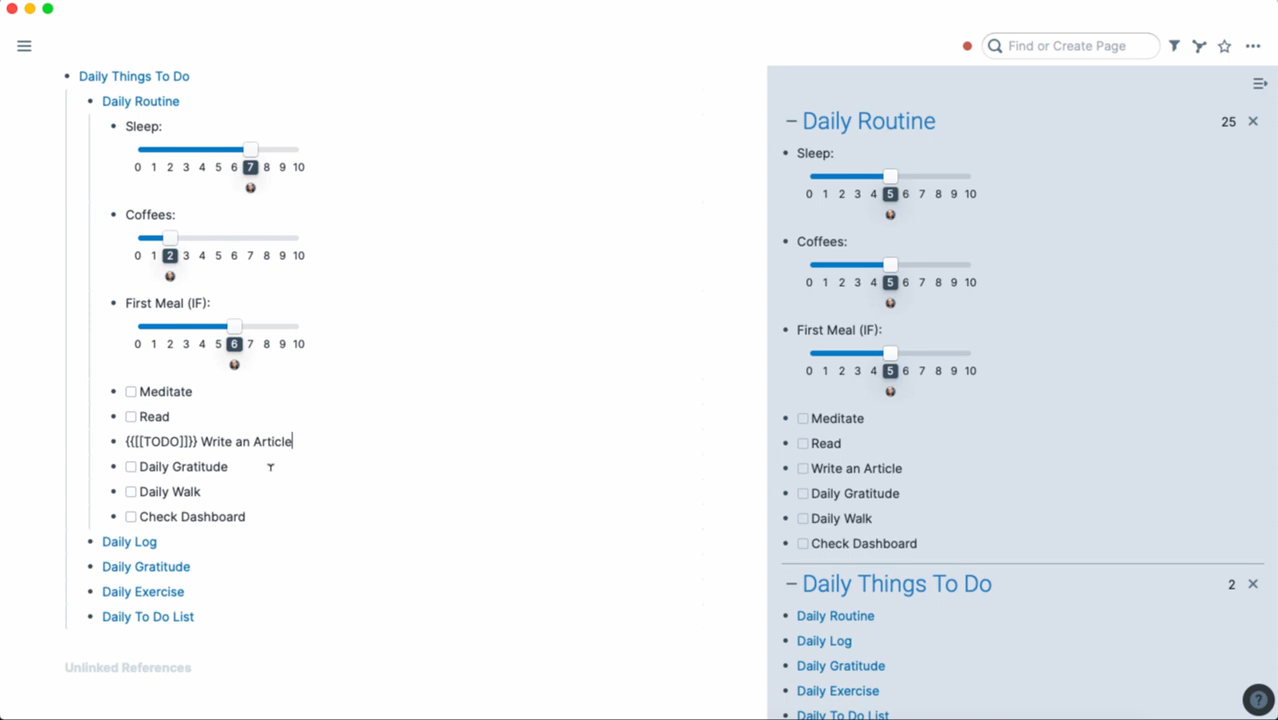 Find or Create Page
Daily Things To Do
Daily Routine
Sleep:
0 1 2 3 4 5 6 7 8 9 10
Coffees:
0 1 2 3 4 5 6 7 8 9 10
First Meal (IF):
0 1 2 3 4 5 6 7 8 9 10
Meditate
Read
{{[[TODO]]}} Write an Article
Daily Gratitude
Daily Walk
Check Dashboard
Daily Log
Daily Gratitude
Daily Exercise
Daily To Do List
Unlinked References
Daily Routine 25
Sleep:
0 1 2 3 4 5 6 7 8 9 10
Coffees:
0 1 2 3 4 5 6 7 8 9 10
First Meal (IF):
0 1 2 3 4 5 6 7 8 9 10
Meditate
Read
Write an Article
Daily Gratitude
Daily Walk
Check Dashboard
Daily Things To Do 2
Daily Routine
Daily Log
Daily Gratitude
Daily Exercise
Daily To Do List
?